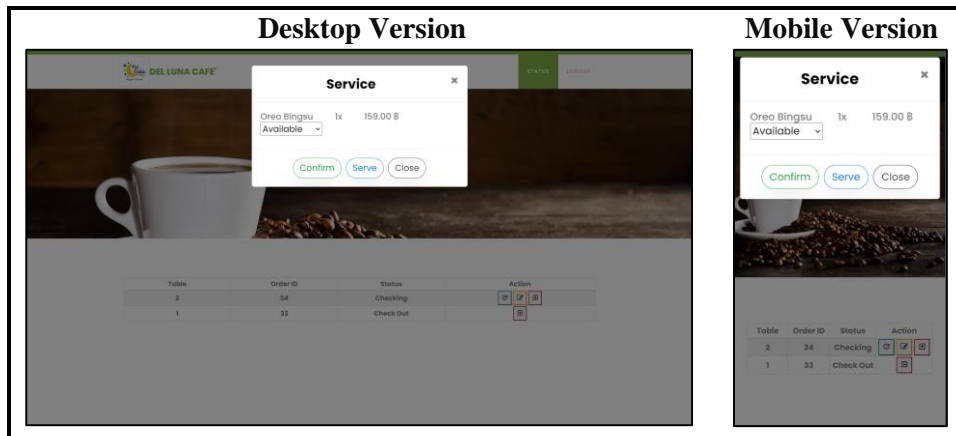 Desktop Version
DEL LUNA CAFE'
STATUS
Service ×
Oreo Bingsu 1x 159.00 ฿
Available
Confirm Serve Close
Table Order ID Status Action
2 34 Checking
1 33 Check Out
Mobile Version
Service ×
Oreo Bingsu 1x 159.00 ฿
Available
Confirm Serve Close
Table Order ID Status Action
2 34 Checking
1 33 Check Out